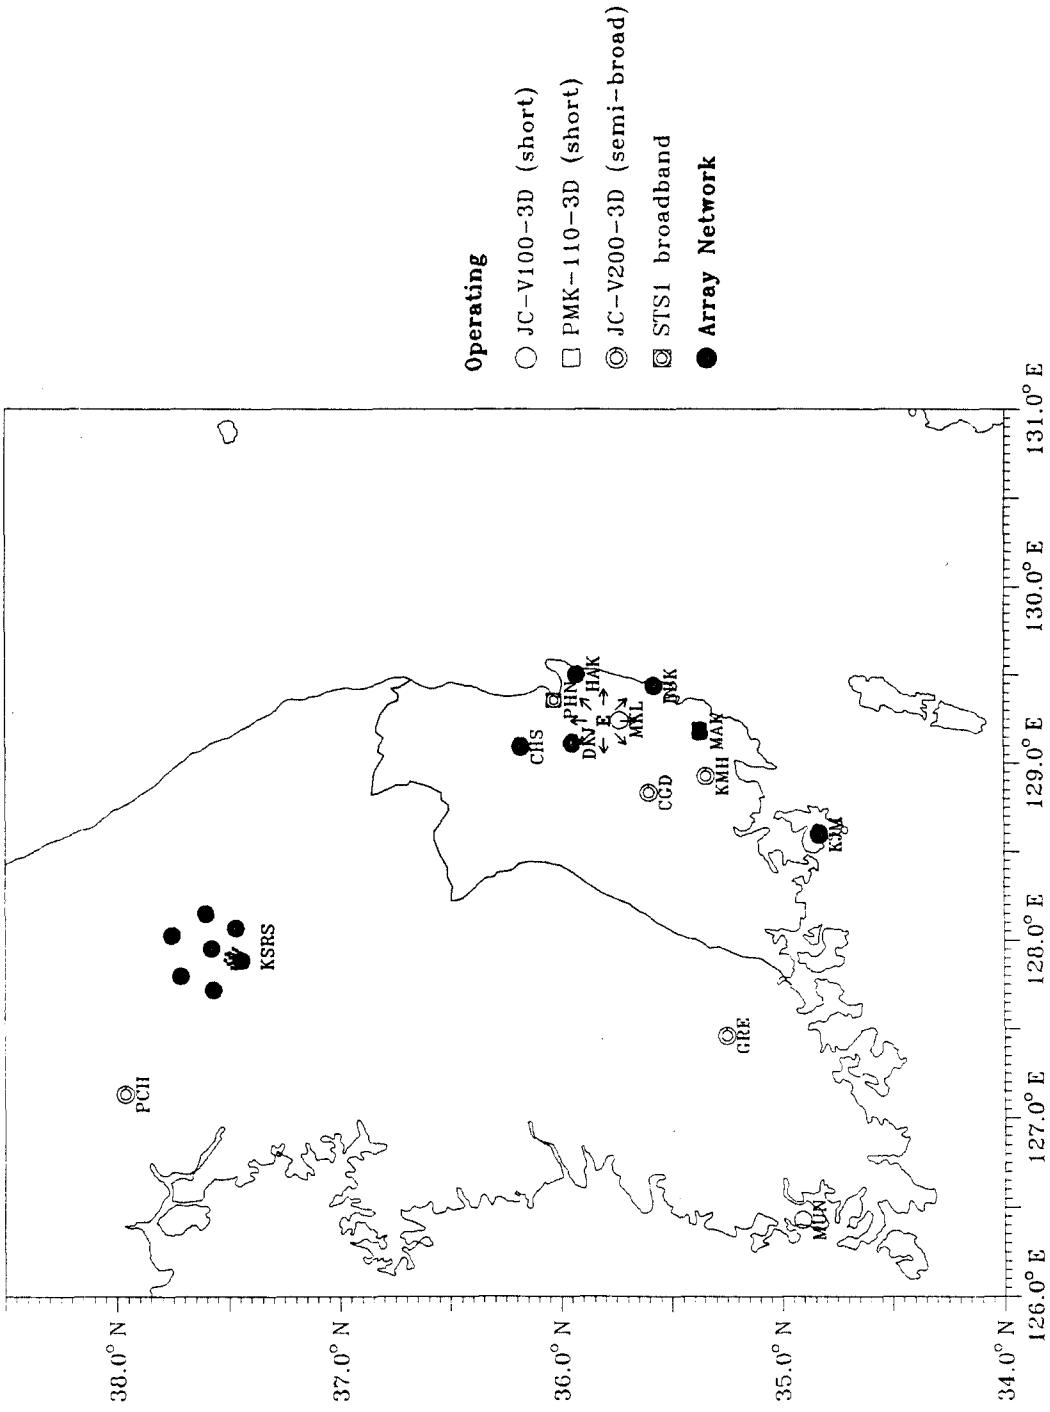 38.0° N
37.0° N
36.0° N
35.0° N
34.0° N
126.0° E
127.0° E
128.0° E
129.0° E
130.0° E
131.0° E
PCH
KSRS
CHS
PHN
HAK
DKJ
E
MKL
CGD
KMH
MAK
KJM
GRE
MUN
Operating
JC-V100-3D (short)
PMK-110-3D (short)
JC-V200-3D (semi-broad)
STS1 broadband
Array Network